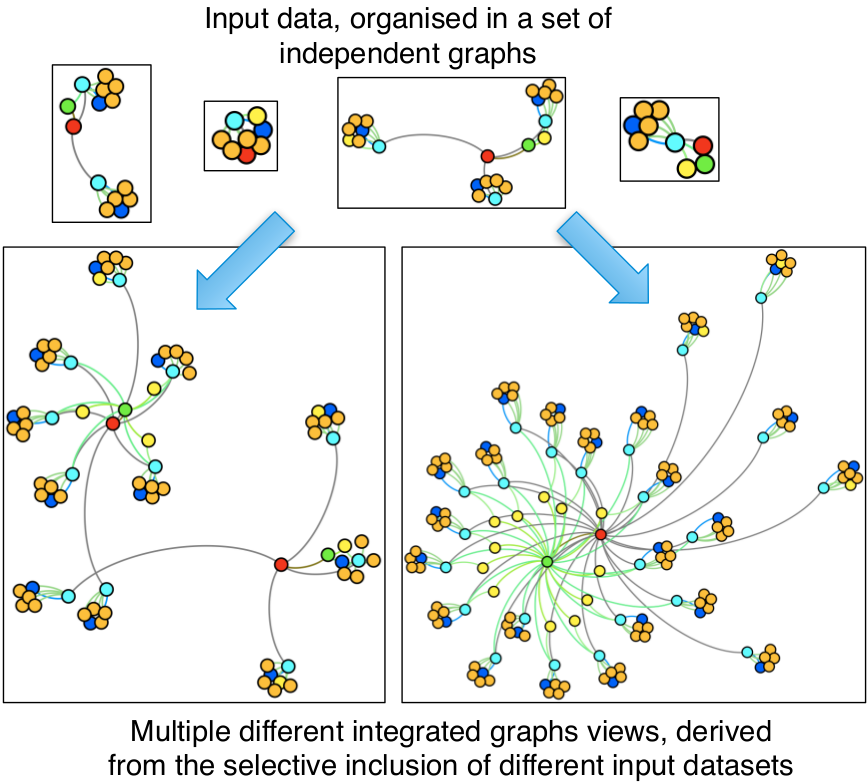 Input data, organised in a set of
independent graphs
Multiple different integrated graphs views, derived
from the selective inclusion of different input datasets